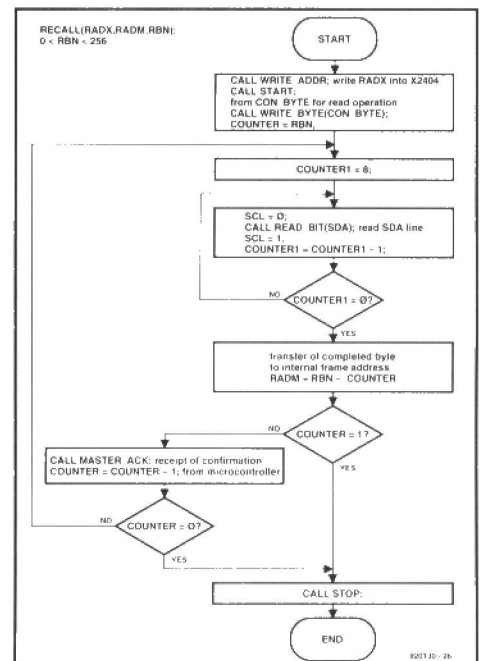 RECALL(RADX,RADM,RBN):
0 < RBN < 256
START
CALL WRITE ADDR; write RADX into X2404
CALL START;
from CON BYTE for read operation
CALL WRITE BYTE(CON BYTE);
COUNTER = RBN,
COUNTER1 = 8;
SCL = 0;
CALL READ BIT(SDA); read SDA line
SCL = 1,
COUNTER1 = COUNTER1 - 1;
NO
COUNTER1 = Ø?
YES
transfer of completed byte
to internal frame address
RADM - RBN - COUNTER
NO
COUNTER = 1?
YES
CALL MASTER ACK: receipt of confirmation
COUNTER = COUNTER - 1; from microcontroller
NO
COUNTER = O?
YES
CALL STOP:
END
920130 - 26